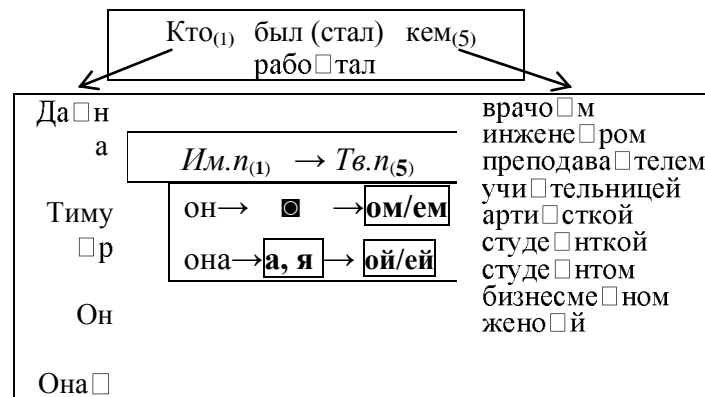 Кто(1) был (стал) кем(5)
рабо□тал
Да□н
а
Тиму
□р
Он
Она□
Им.п(1) → Тв.п(5)
он→ ◙ →ом/ем
она→а, я→ ой/ей
врачо□м
инжене□ром
преподава□телем
учи□тельницей
арти□сткой
студе□нткой
студе□нтом
бизнесме□ном
жено□й